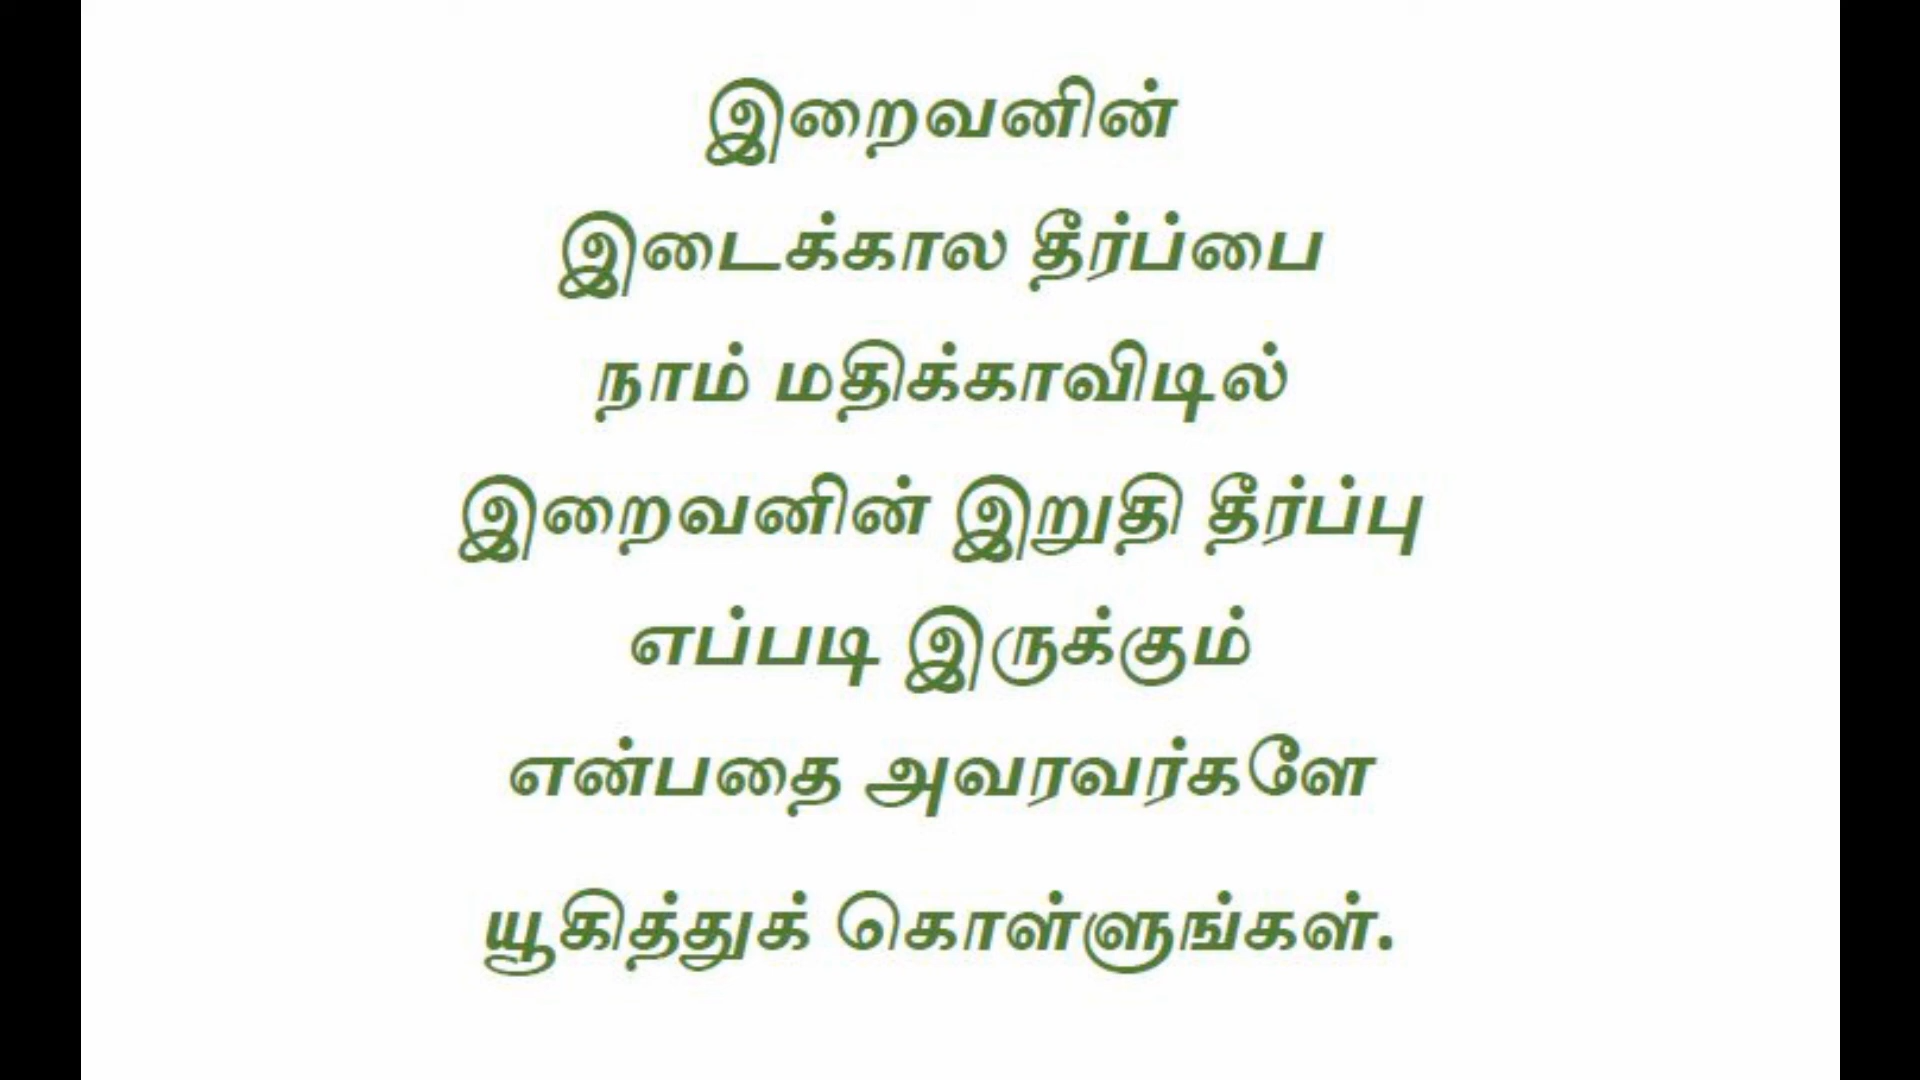 இறைவனின்
இடைக்கால தீர்ப்பை
நாம் மதிக்காவிடில்
இறைவனின் இறுதி தீர்ப்பு
எப்படி இருக்கும்
என்பதை அவரவர்களே
யூகித்துக் கொள்ளுங்கள்.